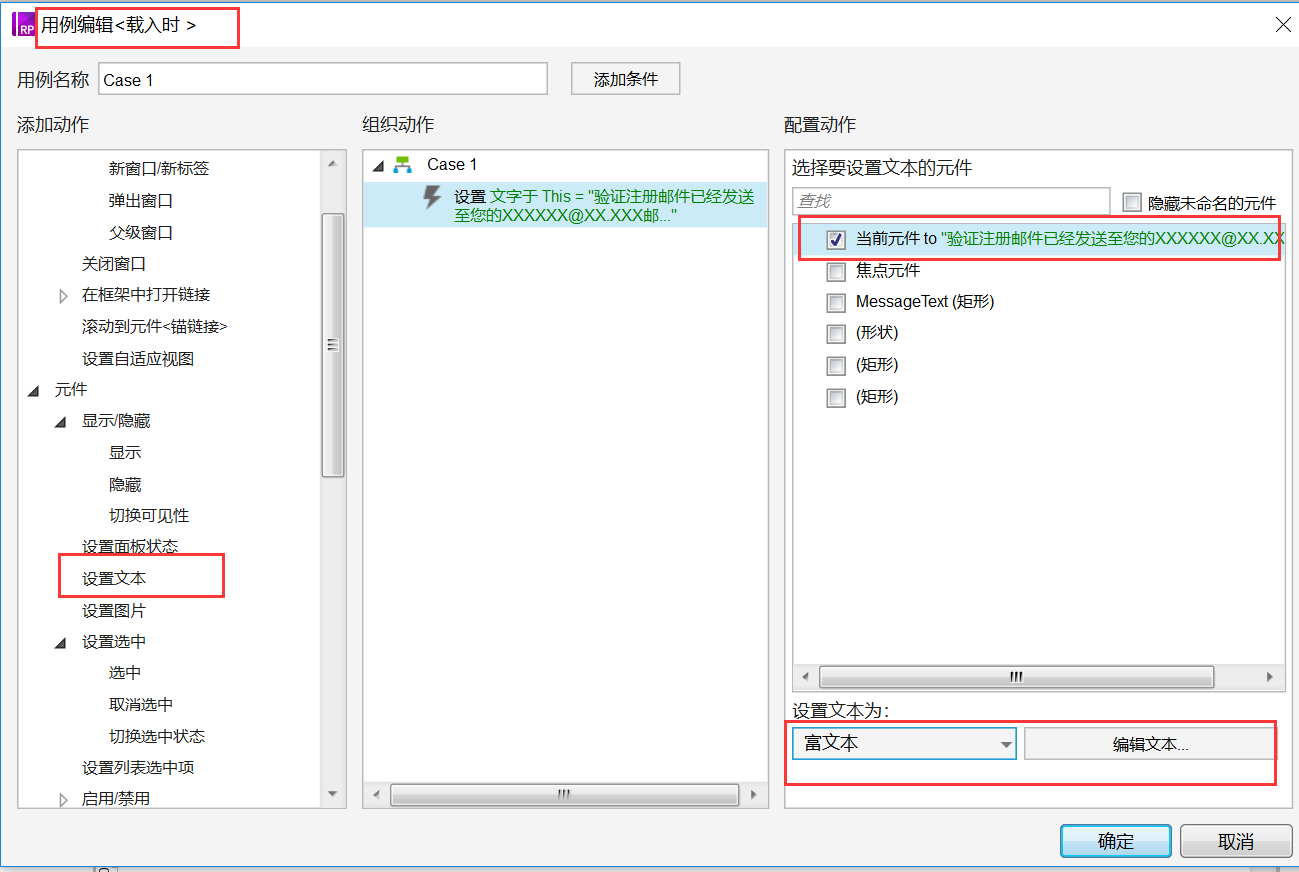 RP 用例编辑<载入时 >
用例名称 Case 1 添加条件
添加动作
新窗口/新标签
弹出窗口
父级窗口
关闭窗口
在框架中打开链接
滚动到元件<锚链接>
设置自适应视图
元件
显示/隐藏
显示
隐藏
切换可见性
设置面板状态
设置文本
设置图片
设置选中
选中
取消选中
切换选中状态
设置列表选中项
启用/禁用
组织动作
Case 1
设置 文字于 This = "验证注册邮件已经发送
至您的XXXXXX@XX.XXX邮..."
配置动作
选择要设置文本的元件
查找 隐藏未命名的元件
当前元件 to "验证注册邮件已经发送至您的XXXXXX@XX.XX
焦点元件
MessageText (矩形)
(形状)
(矩形)
(矩形)
设置文本为:
富文本 编辑文本...
确定 取消